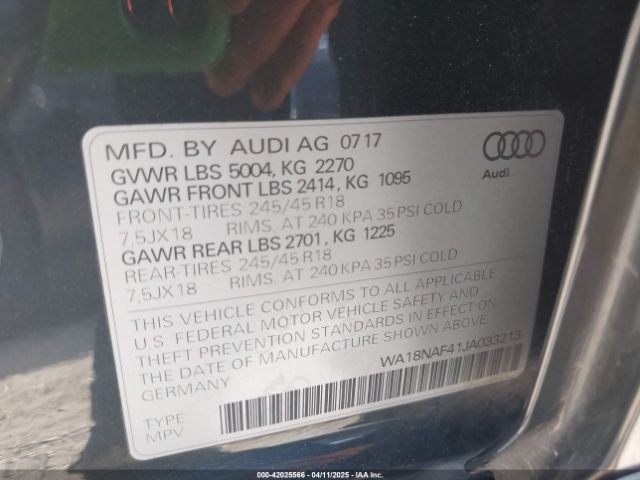 MFD. BY AUDI AG 07 17
GVWR LBS 5004, KG 2270
GAWR FRONT LBS 2414, KG 1095
FRONT-TIRES 245/45 R18
7,5JX18 RIMS, AT 240 KPA 35 PSI COLD
GAWR REAR LBS 2701, KG 1225
REAR-TIRES 245/45 R18
7,5JX18 RIMS, AT 240 KPA 35 PSI COLD
Audi
THIS VEHICLE CONFORMS TO ALL APPLICABLE
U.S. FEDERAL MOTOR VEHICLE SAFETY AND
THEFT PREVENTION STANDARDS IN EFFECT ON
THE DATE OF MANUFACTURE SHOWN ABOVE.
GERMANY
WA18NAF41JA033213
TYPE:
MPV
000-42025566 - 04/11/2025 - IAA Inc.